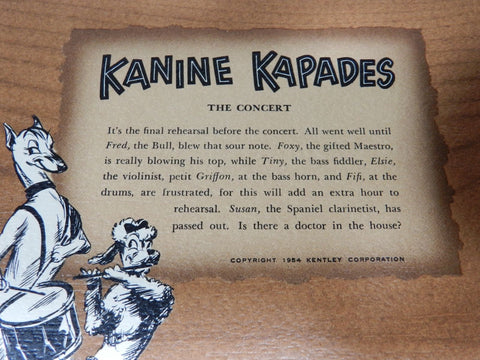 KANINE KAPADES
THE CONCERT
It's the final rehearsal before the concert. All went well until
Fred, the Bull, blew that sour note. Foxy, the gifted Maestro,
is really blowing his top, while Tiny, the bass fiddler, Elsie,
the violinist, petit Griffon, at the bass horn, and Fifi, at the
drums, are frustrated, for this will add an extra hour to
rehearsal. Susan, the Spaniel clarinetist, has
passed out. Is there a doctor in the house?
COPYRIGHT 1954 KENTLEY CORPORATION